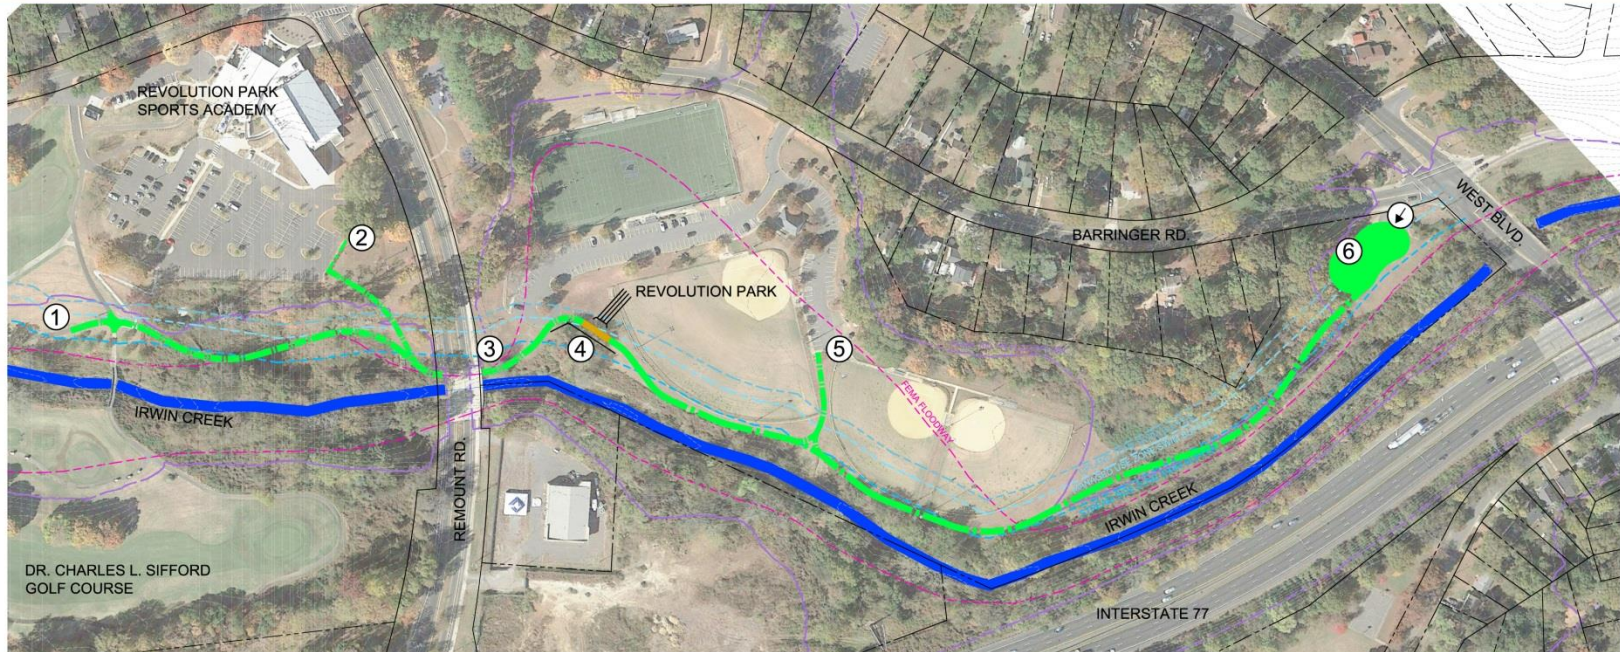 REVOLUTION PARK
SPORTS ACADEMY
WEST BLVD.
2
BARRINGER RD.
6
REVOLUTION PARK
1
3
4
5
FEMA FLOODWAY
IRWIN CREEK
REMOUNT RD.
IRWIN CREEK
DR. CHARLES L. SIFFORD
GOLF COURSE
INTERSTATE 77